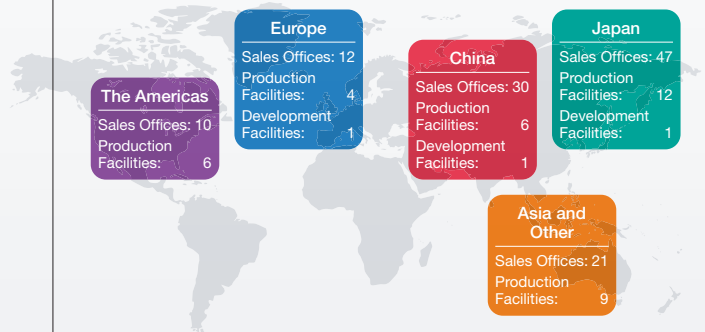 The Americas
Sales Offices: 10
Production
Facilities: 6
Europe
Sales Offices: 12
Production
Facilities: 4
Development
Facilities: 1
China
Sales Offices: 30
Production
Facilities: 6
Development
Facilities: 1
Japan
Sales Offices: 47
Production
Facilities: 12
Development
Facilities: 1
Asia and
Other
Sales Offices: 21
Production
Facilities: 9